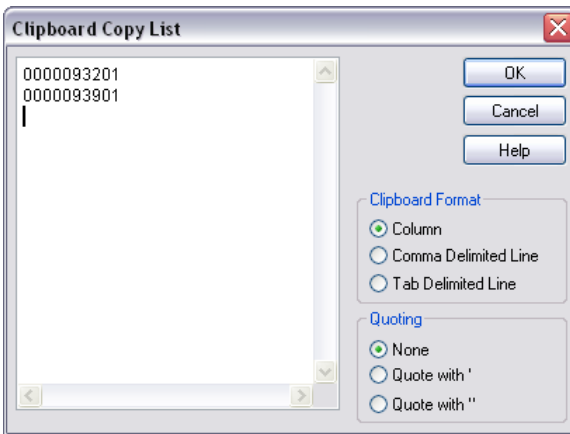 Clipboard Copy List
0000093201
0000093901
OK
Cancel
Help
Clipboard Format
Column
Comma Delimited Line
Tab Delimited Line
Quoting
None
Quote with '
Quote with "